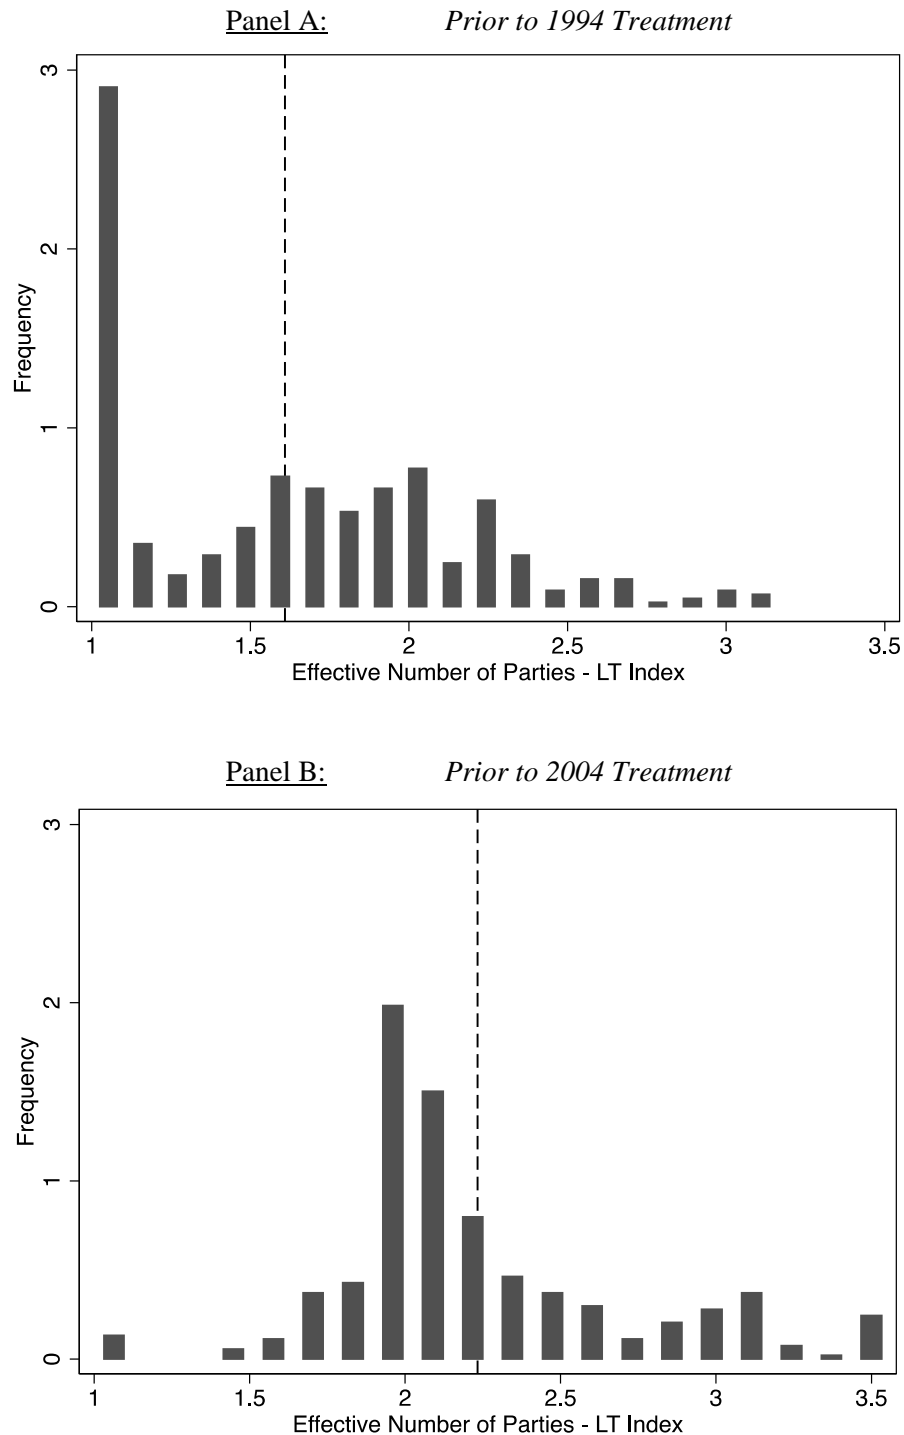 Panel A: Prior to 1994 Treatment
3
2
1
0
Frequency
1 1.5 2 2.5 3 3.5
Effective Number of Parties - LT Index
Panel B: Prior to 2004 Treatment
3
2
1
0
Frequency
1 1.5 2 2.5 3 3.5
Effective Number of Parties - LT Index